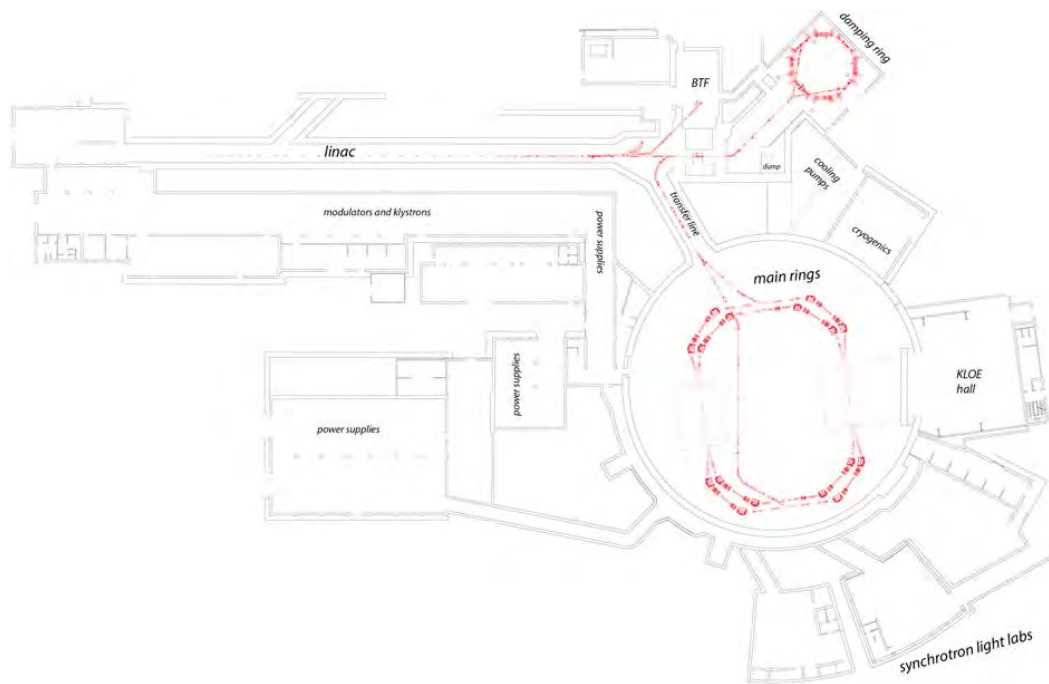 damping ring
BTF
linac
dump
cooling
pumps
transfer line
modulators and klystrons
power supplies
cryogenics
main rings
power supplies
KLOE
hall
power supplies
synchrotron light labs